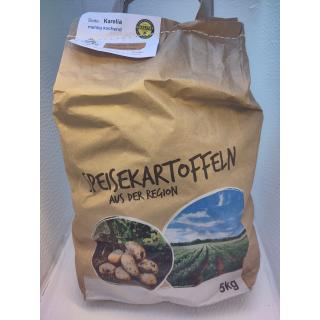 Sorte: Karelia
mehlig kochend
SPEISEKARTOFFELN
AUS DER REGION
5kg